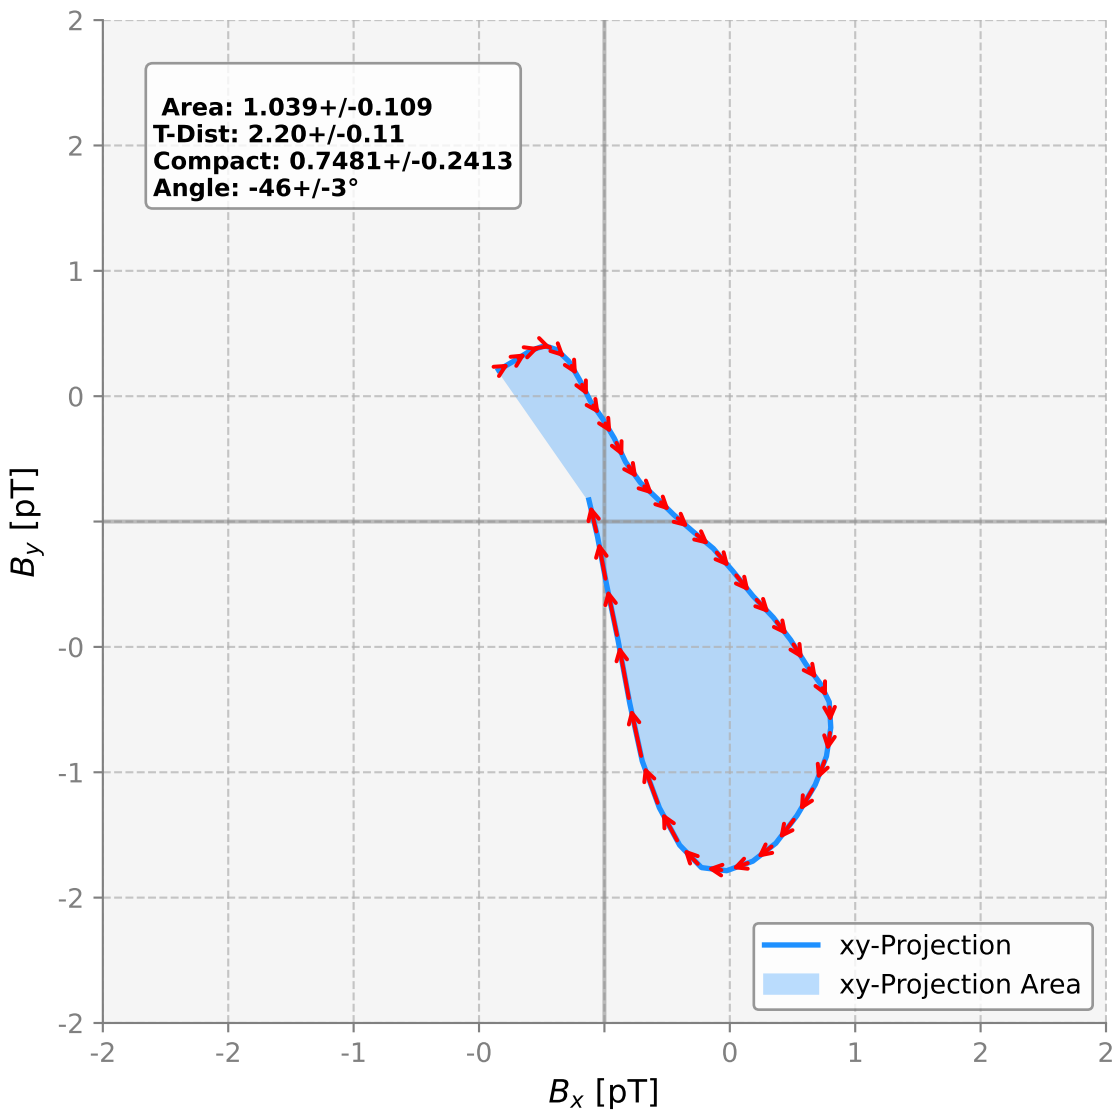 2
2
1
0
-0
-1
-2
-2
Area: 1.039+/-0.109
T-Dist: 2.20+/-0.11
Compact: 0.7481+/-0.2413
Angle: -46+/-3°
B_y [pT]
xy-Projection
xy-Projection Area
-2 -2 -1 -0 0 1 2 2
B_x [pT]